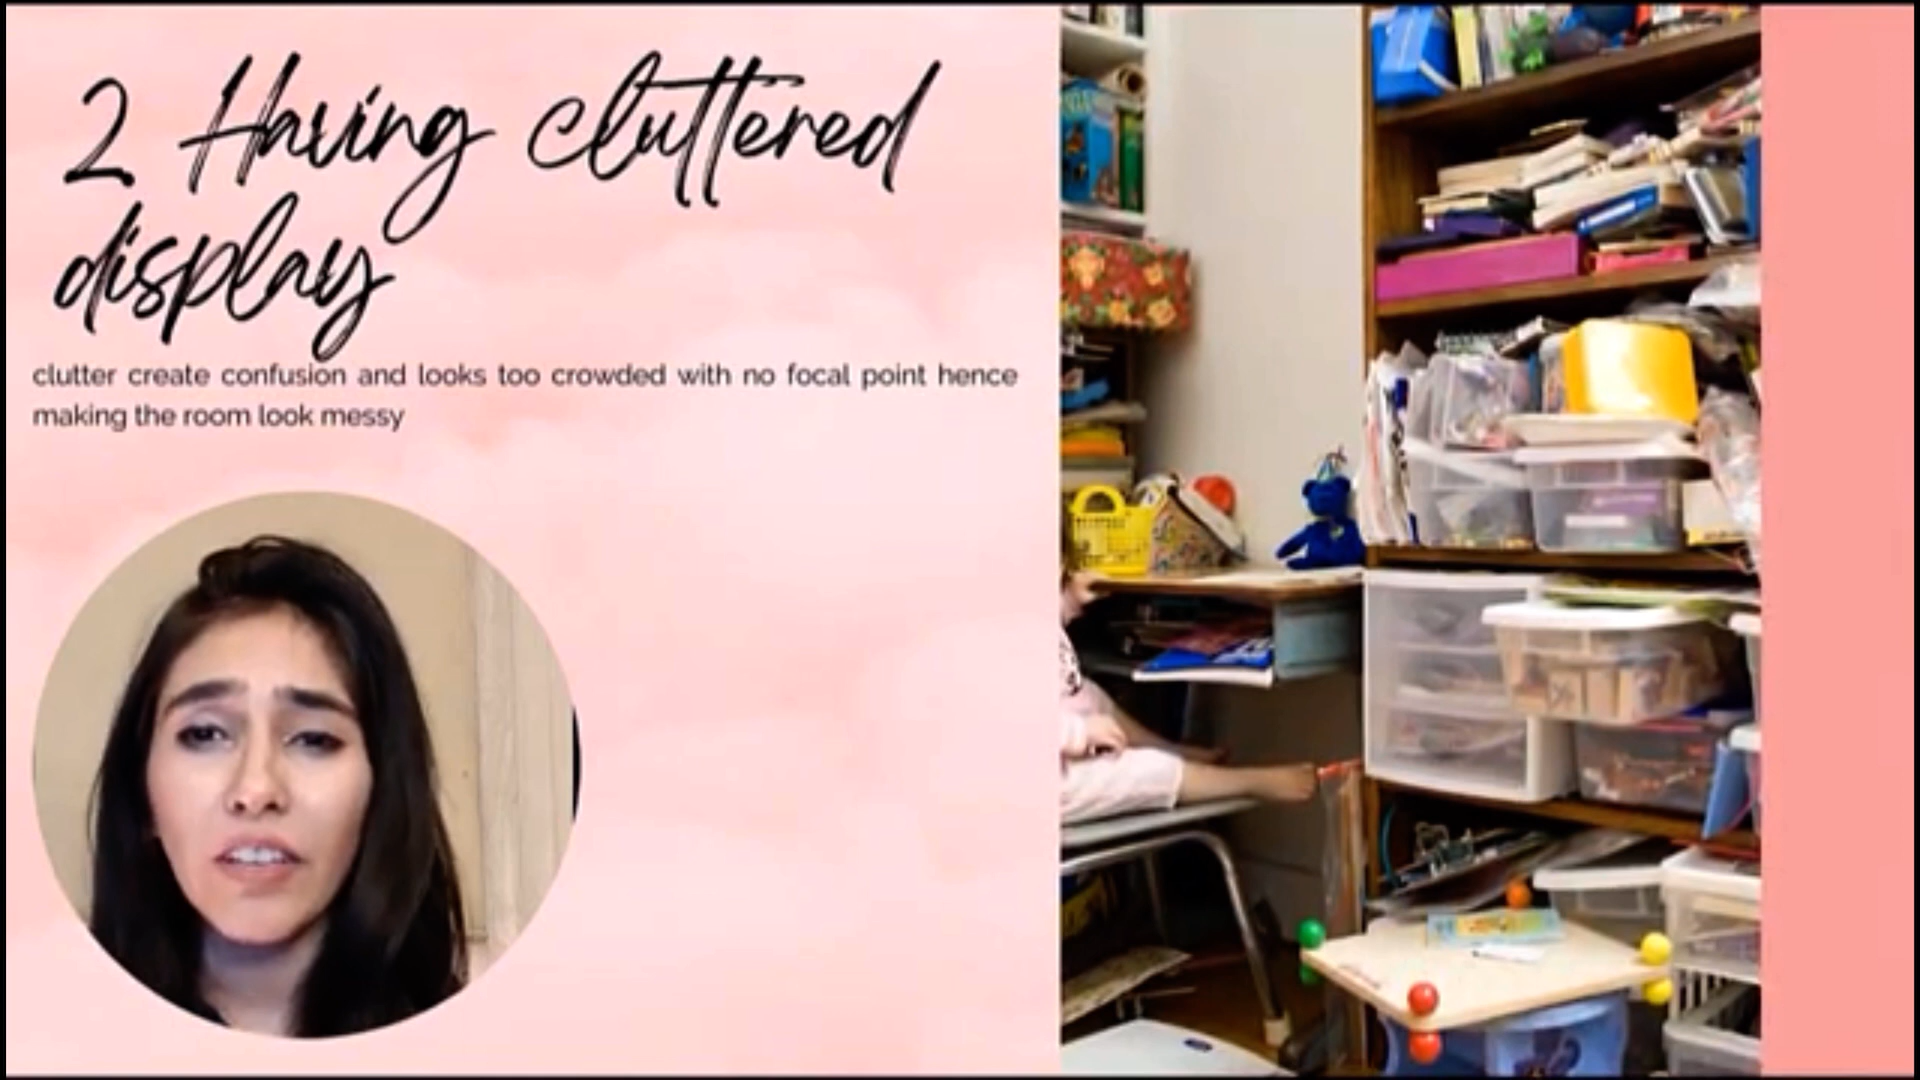 2 Having cluttered
display
clutter create confusion and looks too crowded with no focal point hence
making the room look messy